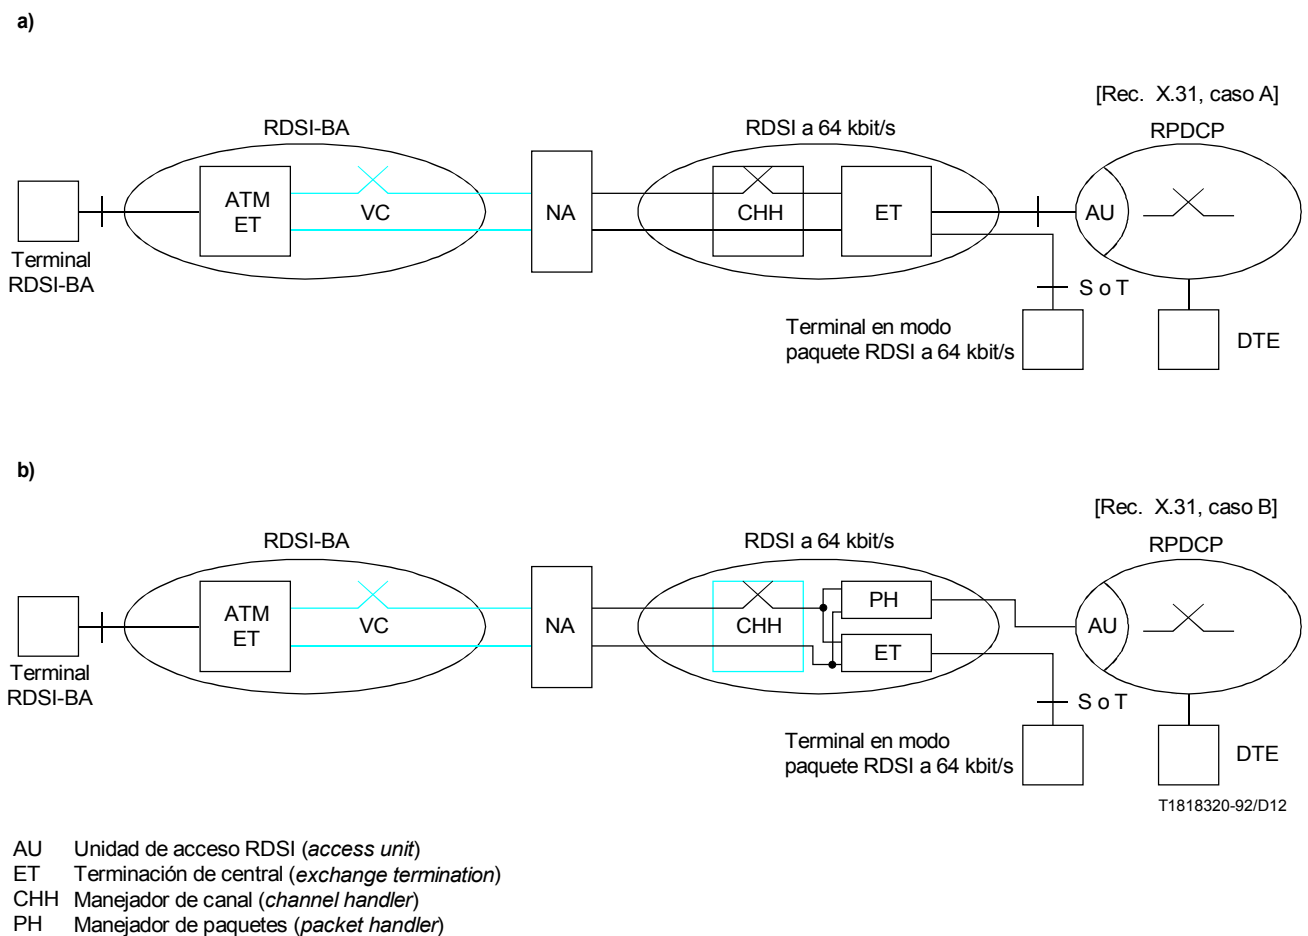 a)
[Rec. X.31, caso A]
RDSI-BA
RDSI a 64 kbit/s
RPDCP
ATM
ET
VC
NA
CHH
ET
AU
Terminal
RDSI-BA
S o T
Terminal en modo
paquete RDSI a 64 kbit/s
DTE
b)
[Rec. X.31, caso B]
RDSI-BA
RDSI a 64 kbit/s
RPDCP
ATM
ET
VC
NA
CHH
PH
ET
AU
Terminal
RDSI-BA
S o T
Terminal en modo
paquete RDSI a 64 kbit/s
DTE
T1818320-92/D12
AU Unidad de acceso RDSI (access unit)
ET Terminación de central (exchange termination)
CHH Manejador de canal (channel handler)
PH Manejador de paquetes (packet handler)